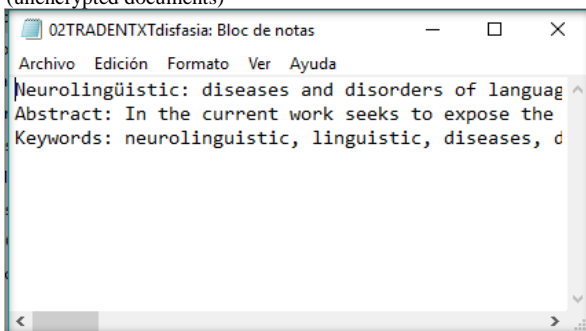 (unencrypted documents)
02TRADENTXTdisfasia: Bloc de notas
Archivo Edición Formato Ver Ayuda
Neurolingüistic: diseases and disorders of languag
Abstract: In the current work seeks to expose the
Keywords: neurolinguistic, linguistic, diseases, d